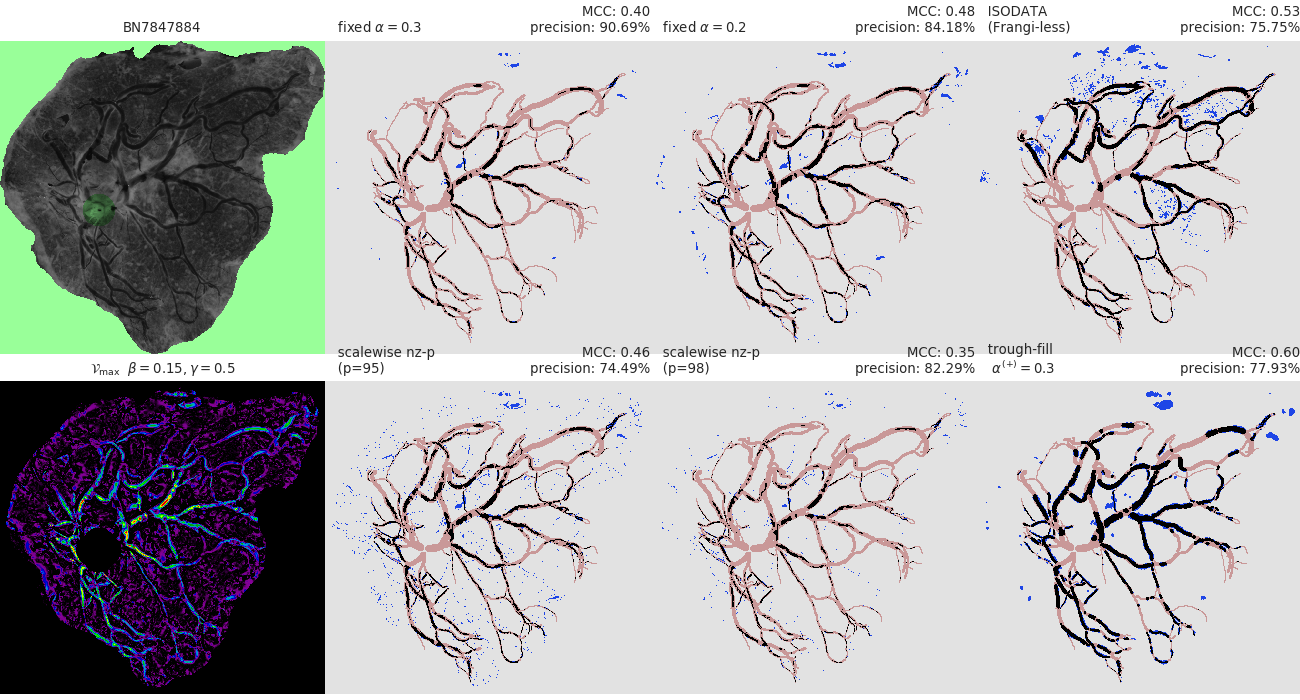 BN7847884
fixed α = 0.3
MCC: 0.40
precision: 90.69%
fixed α = 0.2
MCC: 0.48
precision: 84.18%
ISODATA
(Frangi-less)
MCC: 0.53
precision: 75.75%
𝒱max β = 0.15, γ = 0.5
scalewise nz-p
(p=95)
MCC: 0.46
precision: 74.49%
scalewise nz-p
(p=98)
MCC: 0.35
precision: 82.29%
trough-fill
α(+) = 0.3
MCC: 0.60
precision: 77.93%